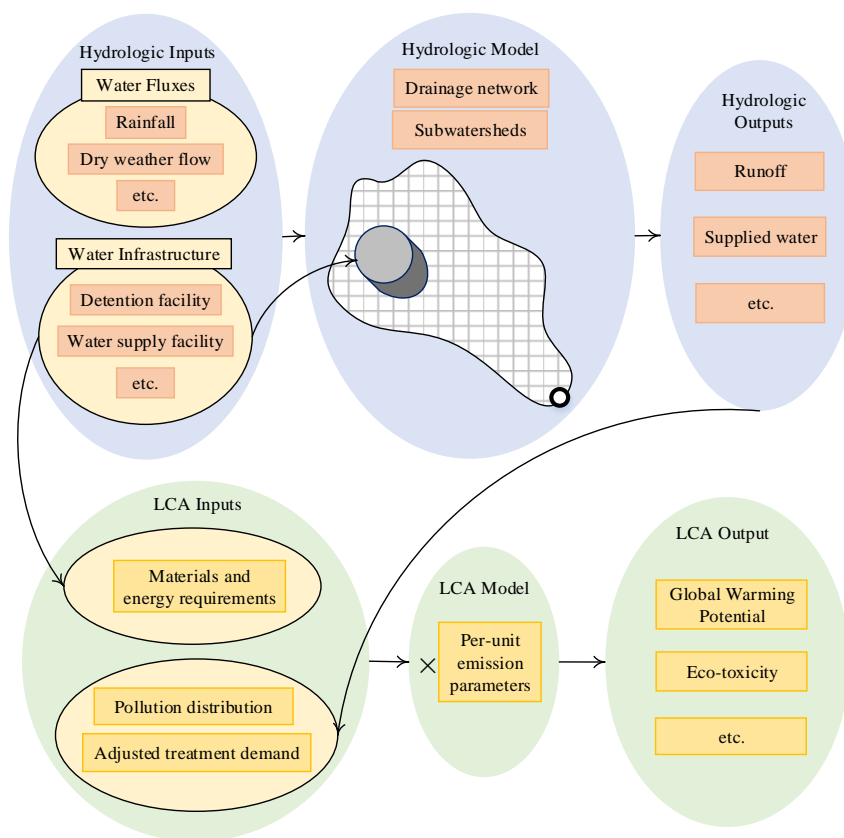 Hydrologic Inputs
Water Fluxes
Rainfall
Dry weather flow
etc.
Water Infrastructure
Detention facility
Water supply facility
etc.
Hydrologic Model
Drainage network
Subwatersheds
Hydrologic
Outputs
Runoff
Supplied water
etc.
LCA Inputs
Materials and
energy requirements
Pollution distribution
Adjusted treatment demand
LCA Model
×
Per-unit
emission
parameters
LCA Output
Global Warming
Potential
Eco-toxicity
etc.